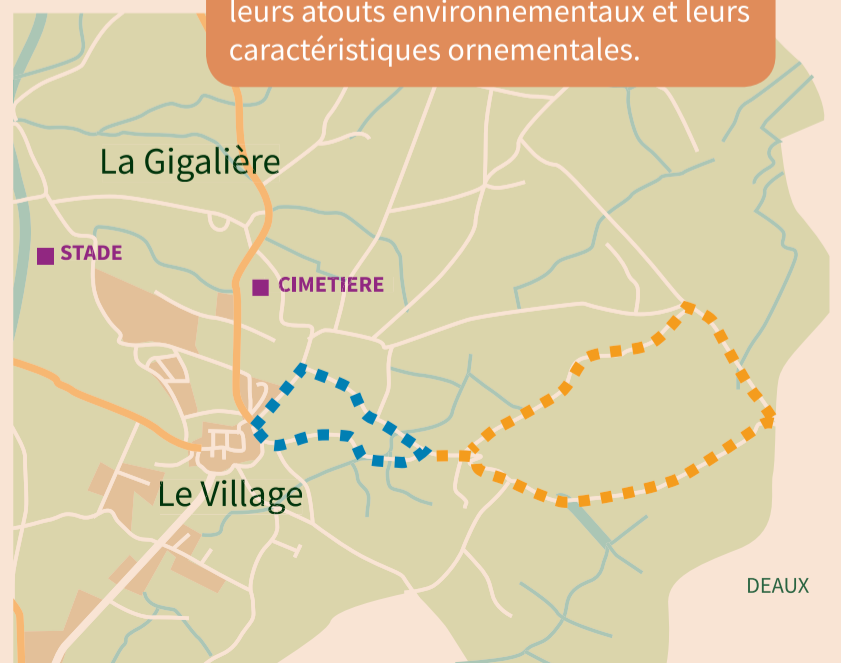 leurs atouts environnementaux et leurs
caractéristiques ornementales.
La Gigalière
STADE
CIMETIERE
Le Village
DEAUX